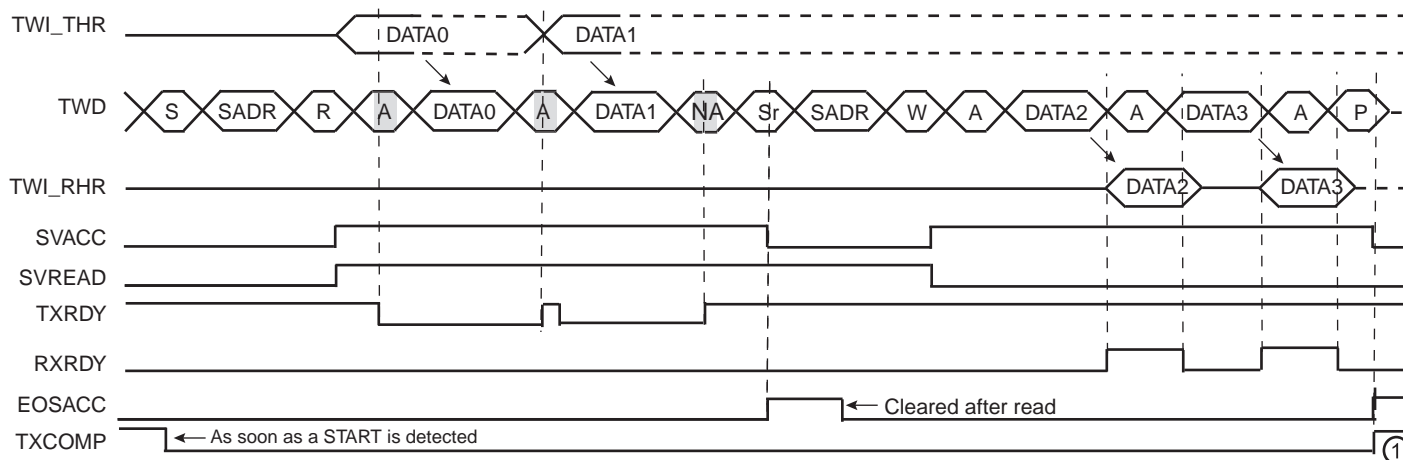 TWI_THR DATA0 DATA1
TWD S SADR R A DATA0 A DATA1 NA Sr SADR W A DATA2 A DATA3 A P
TWI_RHR DATA2 DATA3
SVACC
SVREAD
TXRDY
RXRDY
EOSACC Cleared after read
TXCOMP As soon as a START is detected 1